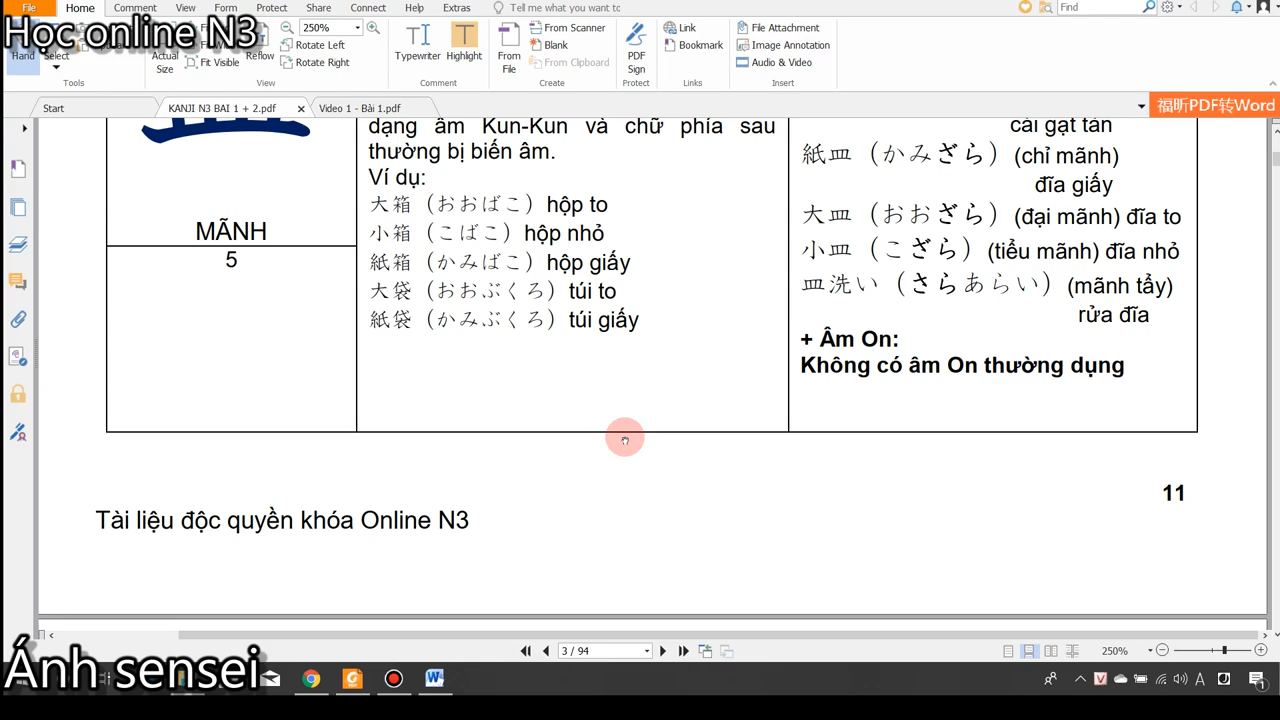 File Home Comment View Form Protect Share Connect Help Extras Tell me what you want to Find
Học online N3
Hand Select Actual Size Fit Visible Reflow Rotate Left Rotate Right 250% Typewriter Highlight From File From Scanner Blank From Clipboard PDF Sign Link Bookmark File Attachment Image Annotation Audio & Video
Tools View Comment Create Protect Links Insert
Start KANJI N3 BAI 1 + 2.pdf Video 1 - Bài 1.pdf 福昕PDF转Word
MÃNH
5
dạng âm Kun-Kun và chữ phía sau
thường bị biến âm.
Ví dụ:
大箱（おおばこ）hộp to
小箱（こばこ）hộp nhỏ
紙箱（かみばこ）hộp giấy
大袋（おおぶくろ）túi to
紙袋（かみぶくろ）túi giấy
cái gạt tàn
紙皿（かみざら）(chỉ mãnh)
đĩa giấy
大皿（おおざら）(đại mãnh) đĩa to
小皿（こざら）(tiểu mãnh) đĩa nhỏ
皿洗い（さらあらい）(mãnh tẩy)
rửa đĩa
+ Âm On:
Không có âm On thường dụng
11
Tài liệu độc quyền khóa Online N3
3 / 94 250%
Ánh sensei